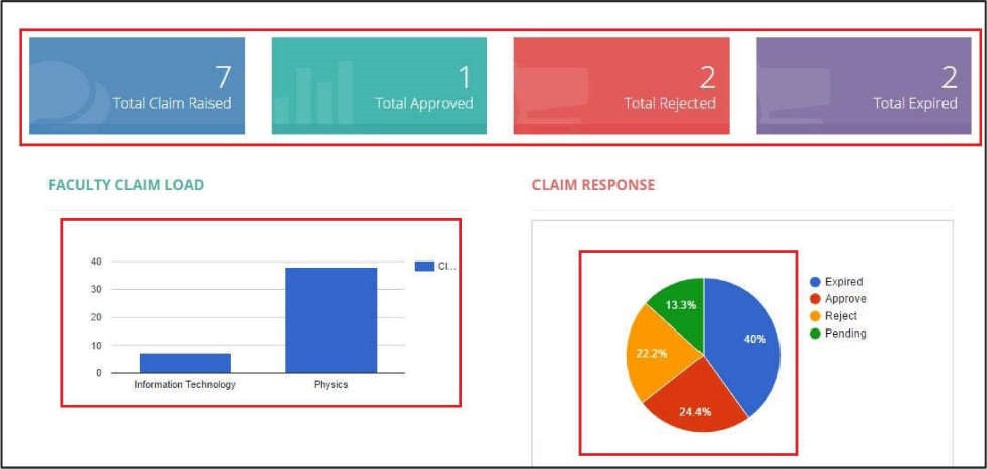 7
Total Claim Raised
1
Total Approved
2
Total Rejected
2
Total Expired
FACULTY CLAIM LOAD
CLAIM RESPONSE
40
30
20
10
0
Information Technology
Physics
Cl...
13.3%
40%
22.2%
24.4%
Expired
Approve
Reject
Pending